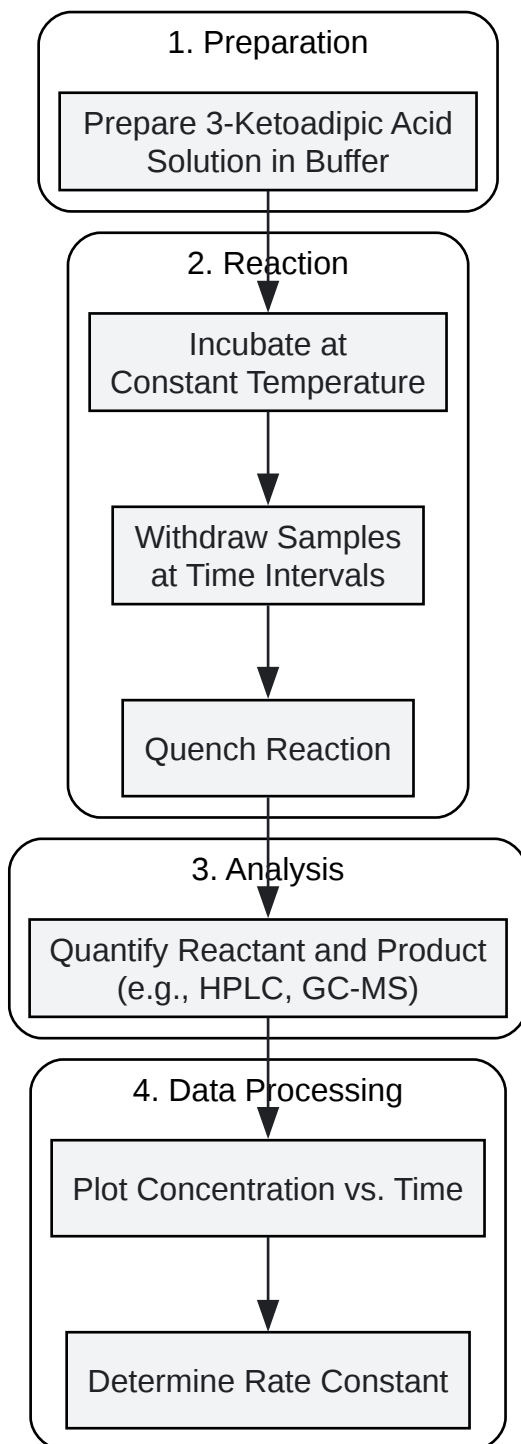 1. Preparation
Prepare 3-Ketoadipic Acid
Solution in Buffer
2. Reaction
Incubate at
Constant Temperature
Withdraw Samples
at Time Intervals
Quench Reaction
3. Analysis
Quantify Reactant and Product
(e.g., HPLC, GC-MS)
4. Data Processing
Plot Concentration vs. Time
Determine Rate Constant